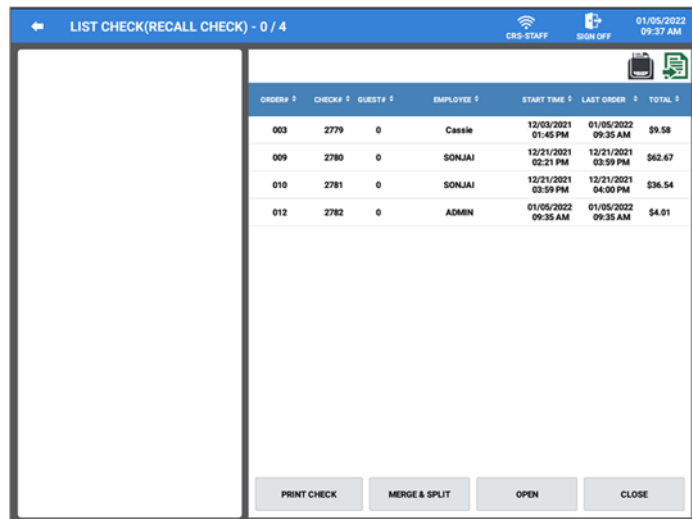 LIST CHECK(RECALL CHECK) - 0 / 4
CRS-STAFF
SIGN OFF
01/05/2022
09:37 AM
ORDER# CHECK# GUEST# EMPLOYEE START TIME LAST ORDER TOTAL
003 2779 0 Cassie 12/03/2021 01:45 PM 01/05/2022 09:35 AM $9.58
009 2780 0 SONJAI 12/21/2021 02:21 PM 12/21/2021 03:59 PM $62.67
010 2781 0 SONJAI 12/21/2021 03:59 PM 12/21/2021 04:00 PM $36.54
012 2782 0 ADMIN 01/05/2022 09:35 AM 01/05/2022 09:35 AM $4.01
PRINT CHECK MERGE & SPLIT OPEN CLOSE